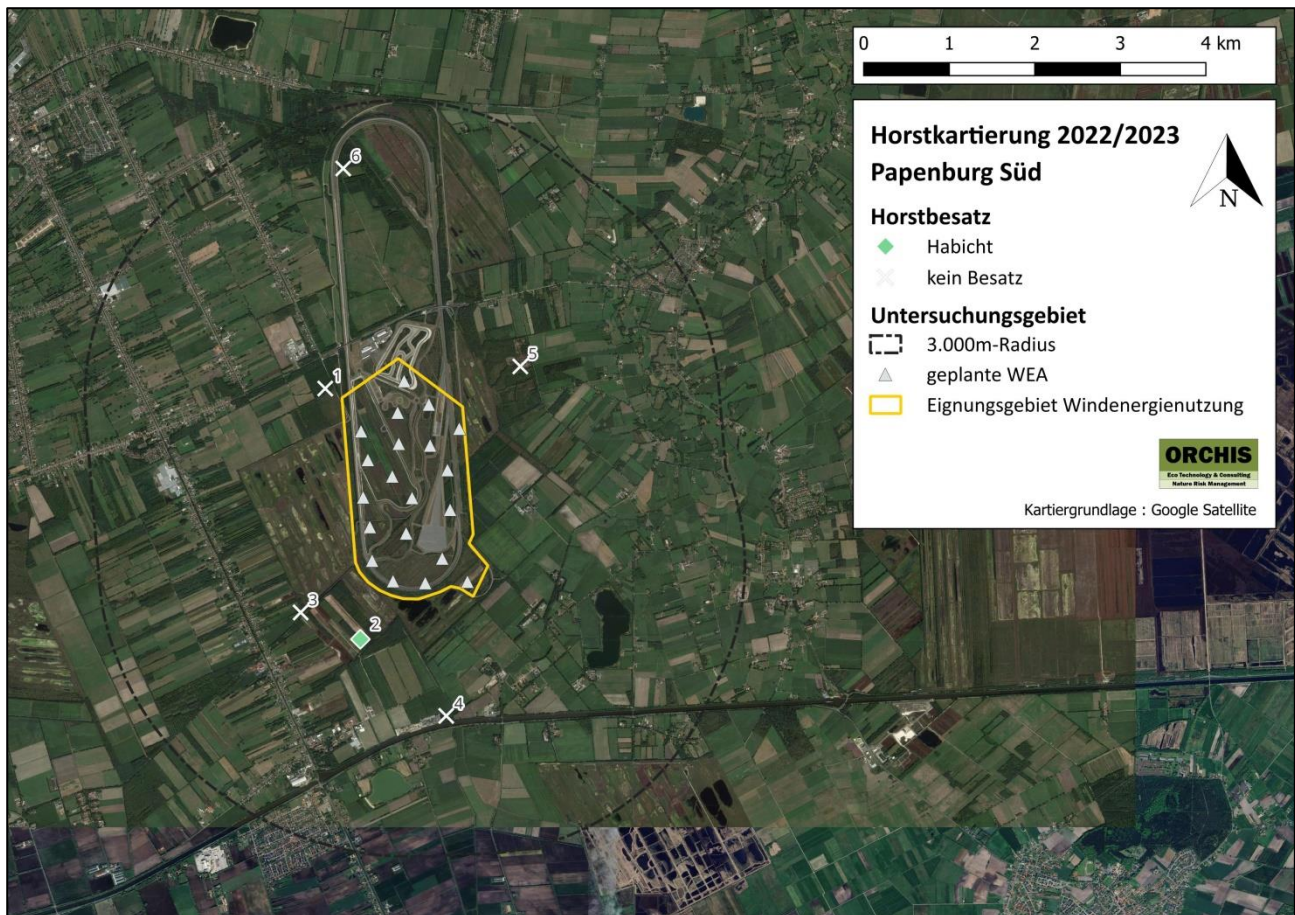 0 1 2 3 4 km
Horstkartierung 2022/2023
Papenburg Süd
N
Horstbesatz
Habicht
kein Besatz
Untersuchungsgebiet
3.000m-Radius
geplante WEA
Eignungsgebiet Windenergienutzung
ORCHIS
Eco Technology & Consulting
Nature Risk Management
Kartiergrundlage : Google Satellite
6
5
1
3
2
4